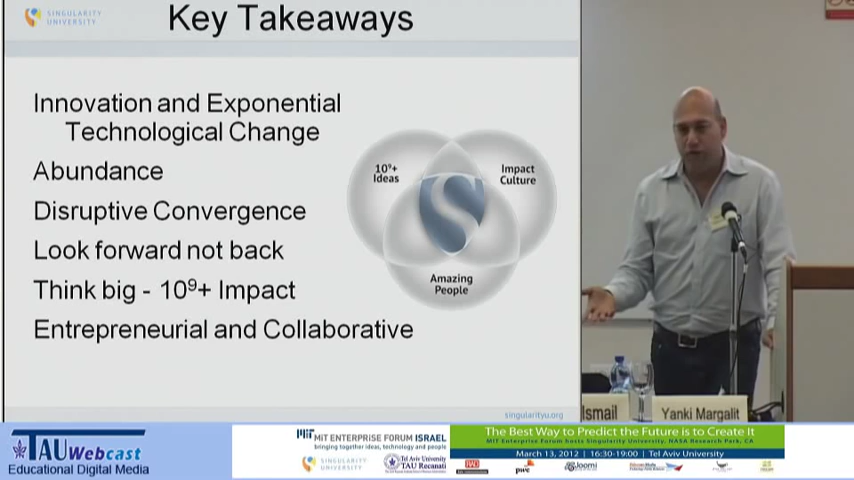 SINGULARITY
UNIVERSITY
Key Takeaways
Innovation and Exponential
Technological Change
Abundance
Disruptive Convergence
Look forward not back
Think big - 10⁹+ Impact
Entrepreneurial and Collaborative
10⁹+
Ideas
Impact
Culture
Amazing
People
singularityu.org
Ismail
Yanki Margalit
TAU Webcast
Educational Digital Media
MIT ENTERPRISE FORUM ISRAEL
bringing together ideas, technology and people
SINGULARITY
UNIVERSITY
Tel Aviv University
TAU Recanati
The Best Way to Predict the Future is to Create It
MIT Enterprise Forum hosts Singularity University, NASA Research Park, CA
March 13, 2012 | 16:30-19:00 | Tel Aviv University
pwc
Joomi